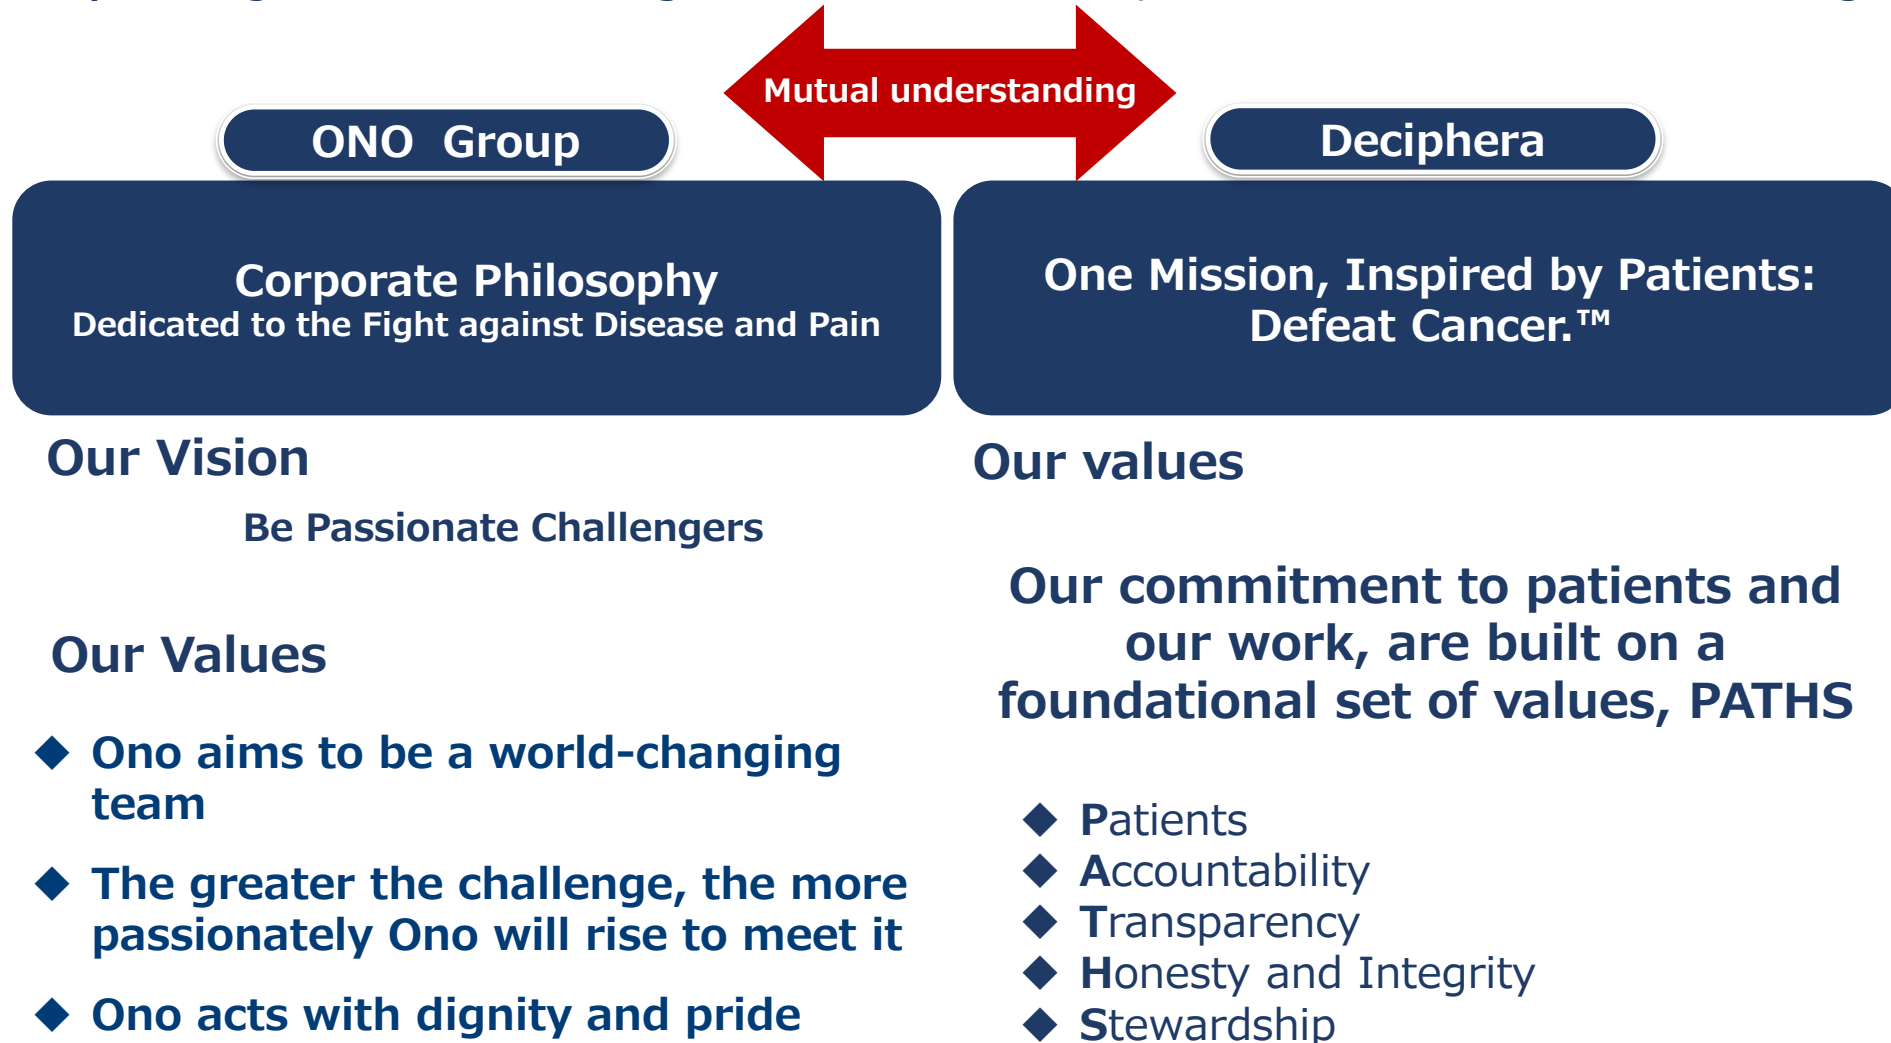 Mutual understanding
ONO Group
Deciphera
Corporate Philosophy
Dedicated to the Fight against Disease and Pain
One Mission, Inspired by Patients:
Defeat Cancer.™
Our Vision
Be Passionate Challengers
Our Values
◆ Ono aims to be a world-changing
team
◆ The greater the challenge, the more
passionately Ono will rise to meet it
◆ Ono acts with dignity and pride
Our values
Our commitment to patients and
our work, are built on a
foundational set of values, PATHS
◆ Patients
◆ Accountability
◆ Transparency
◆ Honesty and Integrity
◆ Stewardship